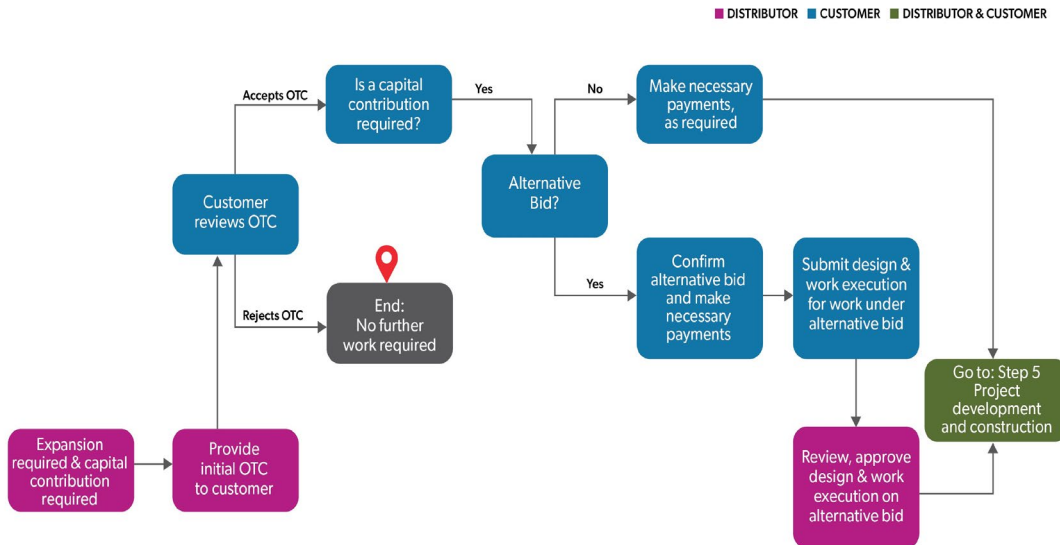 DISTRIBUTOR CUSTOMER DISTRIBUTOR & CUSTOMER
Is a capital
contribution
required?
Make necessary
payments,
as required
Accepts OTC
Yes
No
Alternative
Bid?
Customer
reviews OTC
Confirm
alternative bid
and make
necessary
payments
Submit design &
work execution
for work under
alternative bid
Yes
End:
No further
work required
Rejects OTC
Go to: Step 5
Project
development
and construction
Expansion
required & capital
contribution
required
Provide
initial OTC
to customer
Review, approve
design & work
execution on
alternative bid